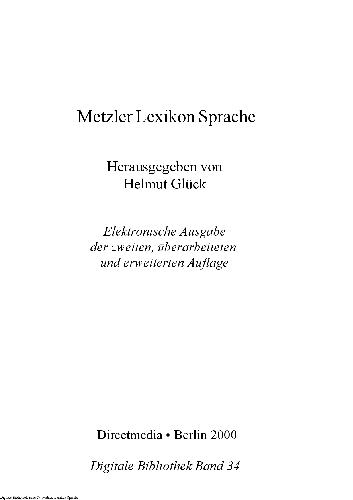 Metzler Lexikon Sprache
Herausgegeben von
Helmut Glück
Elektronische Ausgabe
der zweiten, überarbeiteten
und erweiterten Auflage
Directmedia • Berlin 2000
Digitale Bibliothek Band 34